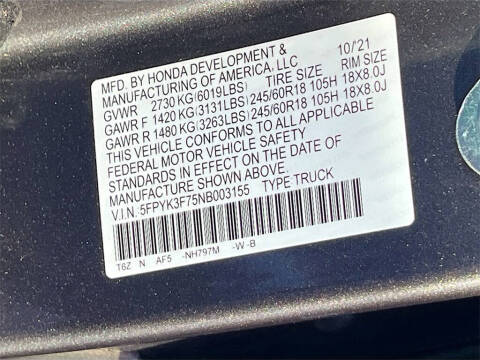 MFD. BY HONDA DEVELOPMENT & 10/'21
MANUFACTURING OF AMERICA, LLC
GVWR 2730 KG(6019LBS) TIRE SIZE RIM SIZE
GAWR F 1420 KG(3131LBS) 245/60R18 105H 18X8.0J
GAWR R 1480 KG(3263LBS) 245/60R18 105H 18X8.0J
THIS VEHICLE CONFORMS TO ALL APPLICABLE
FEDERAL MOTOR VEHICLE SAFETY
STANDARDS IN EFFECT ON THE DATE OF
MANUFACTURE SHOWN ABOVE.
V.I.N.:5FPYK3F75NB003155 TYPE:TRUCK
T6Z N AF5 -NH797M -W-B